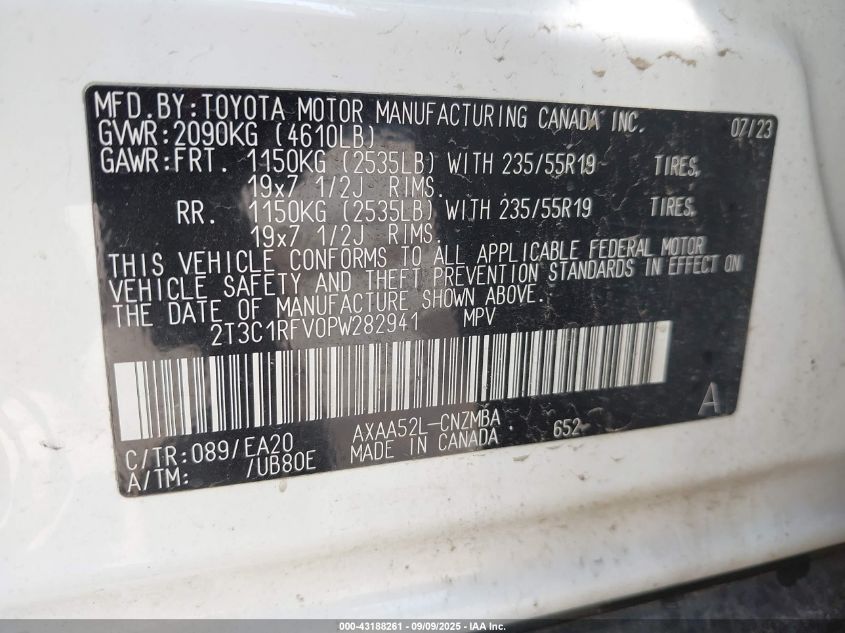 MFD.BY:TOYOTA MOTOR MANUFACTURING CANADA INC. 07/23
GVWR:2090KG (4610LB)
GAWR:FRT. 1150KG (2535LB) WITH 235/55R19 TIRES,
19x7 1/2J RIMS.
RR. 1150KG (2535LB) WITH 235/55R19 TIRES,
19x7 1/2J RIMS.
THIS VEHICLE CONFORMS TO ALL APPLICABLE FEDERAL MOTOR
VEHICLE SAFETY AND THEFT PREVENTION STANDARDS IN EFFECT ON
THE DATE OF MANUFACTURE SHOWN ABOVE.
2T3C1RFV0PW282941 MPV
A
C/TR:089/EA20 AXAA52L-CNZMBA 652
A/TM: /UB80E MADE IN CANADA
000-43188261 - 09/09/2025 - IAA Inc.